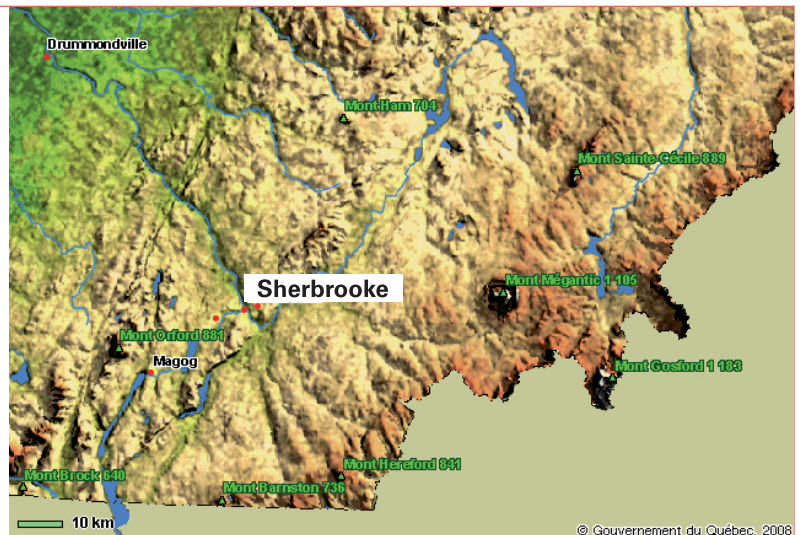 Drummondville
Mont Ham 704
Mont Sainte-Cécile 889
Mont Mégantic 1 105
Sherbrooke
Mont Orford 881
Magog
Mont Gosford 1 183
Mont Hereford 841
Mont Brock 640
Mont Barnston 736
10 km
© Gouvernement du Québec, 2008